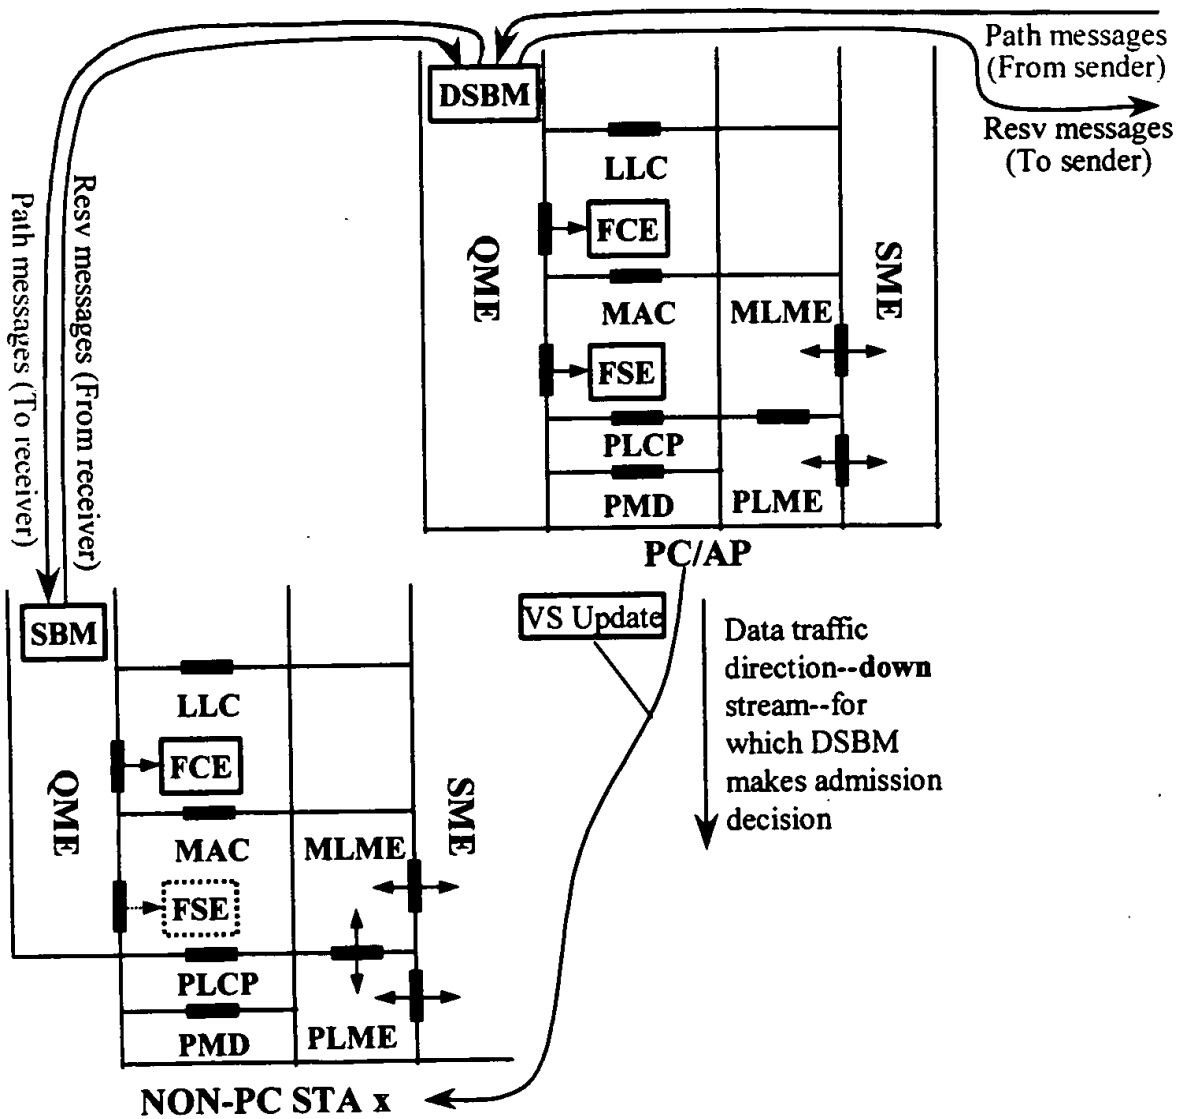 Path messages
(From sender)
Resv messages
(To sender)
DSBM
LLC
FCE
QME
SME
MAC
MLME
FSE
PLCP
PMD
PLME
PC/AP
Path messages (To receiver)
Resv messages (From receiver)
VS Update
Data traffic
direction--down
stream--for
which DSBM
makes admission
decision
SBM
LLC
FCE
QME
SME
MAC
MLME
FSE
PLCP
PMD
PLME
NON-PC STA x